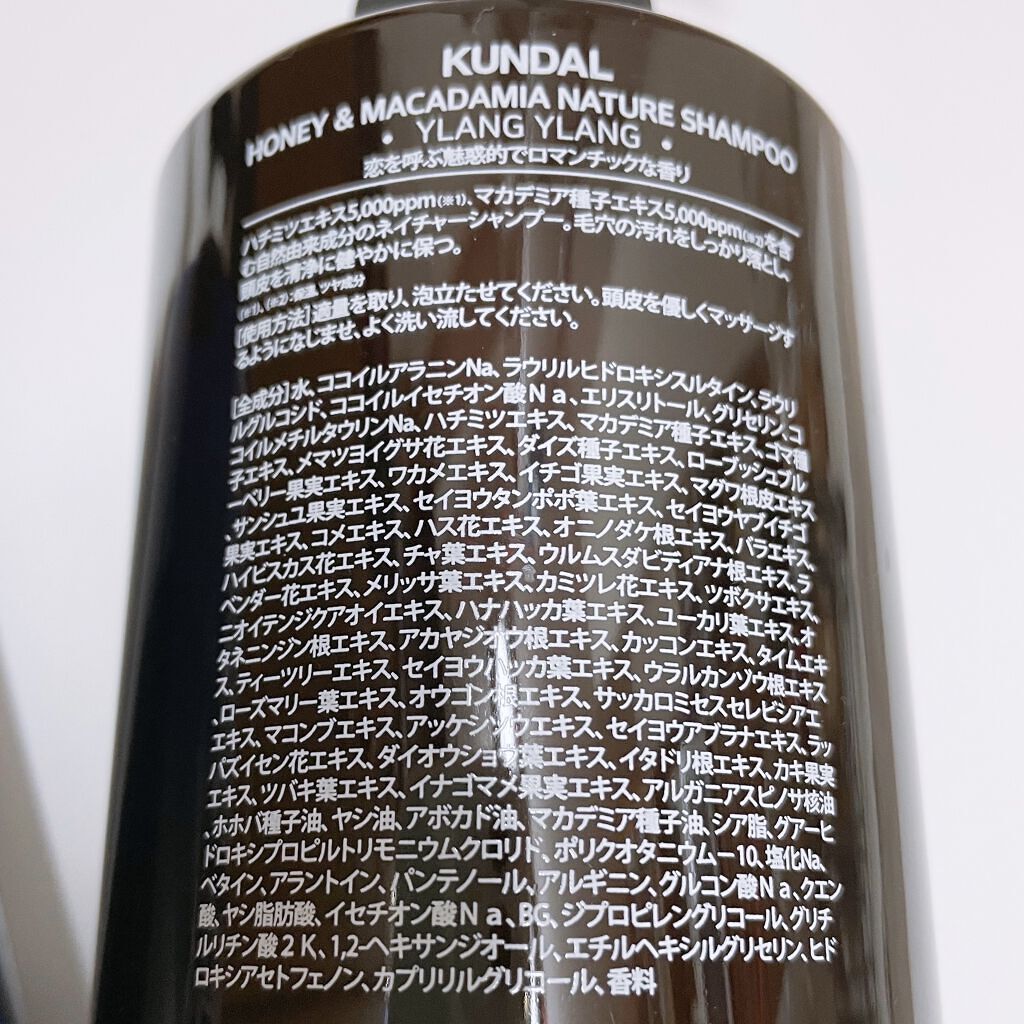 KUNDAL
HONEY & MACADAMIA NATURE SHAMPOO
• YLANG YLANG •
恋を呼ぶ魅惑的でロマンチックな香り
ハチミツエキス5,000ppm(※1)、マカデミア種子エキス5,000ppm(※2)を含
む自然由来成分のネイチャーシャンプー。毛穴の汚れをしっかり落とし、
頭皮を清浄に健やかに保つ。
(※1)、(※2):保湿、ツヤ成分
[使用方法]適量を取り、泡立たせてください。頭皮を優しくマッサージす
るようになじませ、よく洗い流してください。
[全成分]水、ココイルアラニンNa、ラウリルヒドロキシスルタイン、ラウリ
ルグルコシド、ココイルイセチオン酸Ｎａ、エリスリトール、グリセリン、コ
コイルメチルタウリンNa、ハチミツエキス、マカデミア種子エキス、ゴマ種
子エキス、メマツヨイグサ花エキス、ダイズ種子エキス、ローブッシュブル
ーベリー果実エキス、ワカメエキス、イチゴ果実エキス、マグワ根皮エキス
、サンシュユ果実エキス、セイヨウタンポポ葉エキス、セイヨウヤブイチゴ
果実エキス、コメエキス、ハス花エキス、オニノダケ根エキス、バラエキス、
ハイビスカス花エキス、チャ葉エキス、ウルムスダビディアナ根エキス、ラ
ベンダー花エキス、メリッサ葉エキス、カミツレ花エキス、ツボクサエキス、
ニオイテンジクアオイエキス、ハナハッカ葉エキス、ユーカリ葉エキス、オ
タネニンジン根エキス、アカヤジオウ根エキス、カッコンエキス、タイムエキ
ス、ティーツリーエキス、セイヨウハッカ葉エキス、ウラルカンゾウ根エキス
、ローズマリー葉エキス、オウゴン根エキス、サッカロミセスセレビシアエ
エキス、マコンブエキス、アッケシソウエキス、セイヨウアブラナエキス、ラッ
パズイセン花エキス、ダイオウショウ葉エキス、イタドリ根エキス、カキ果実
エキス、ツバキ葉エキス、イナゴマメ果実エキス、アルガニアスピノサ核油
、ホホバ種子油、ヤシ油、アボカド油、マカデミア種子油、シア脂、グアーヒ
ドロキシプロピルトリモニウムクロリド、ポリクオタニウムー10、塩化Na、
ベタイン、アラントイン、パンテノール、アルギニン、グルコン酸Ｎａ、クエン
酸、ヤシ脂肪酸、イセチオン酸Ｎａ、BG、ジプロピレングリコール、グリチ
ルリチン酸２Ｋ、1,2-ヘキサンジオール、エチルヘキシルグリセリン、ヒド
ロキシアセトフェノン、カプリリルグリコール、香料